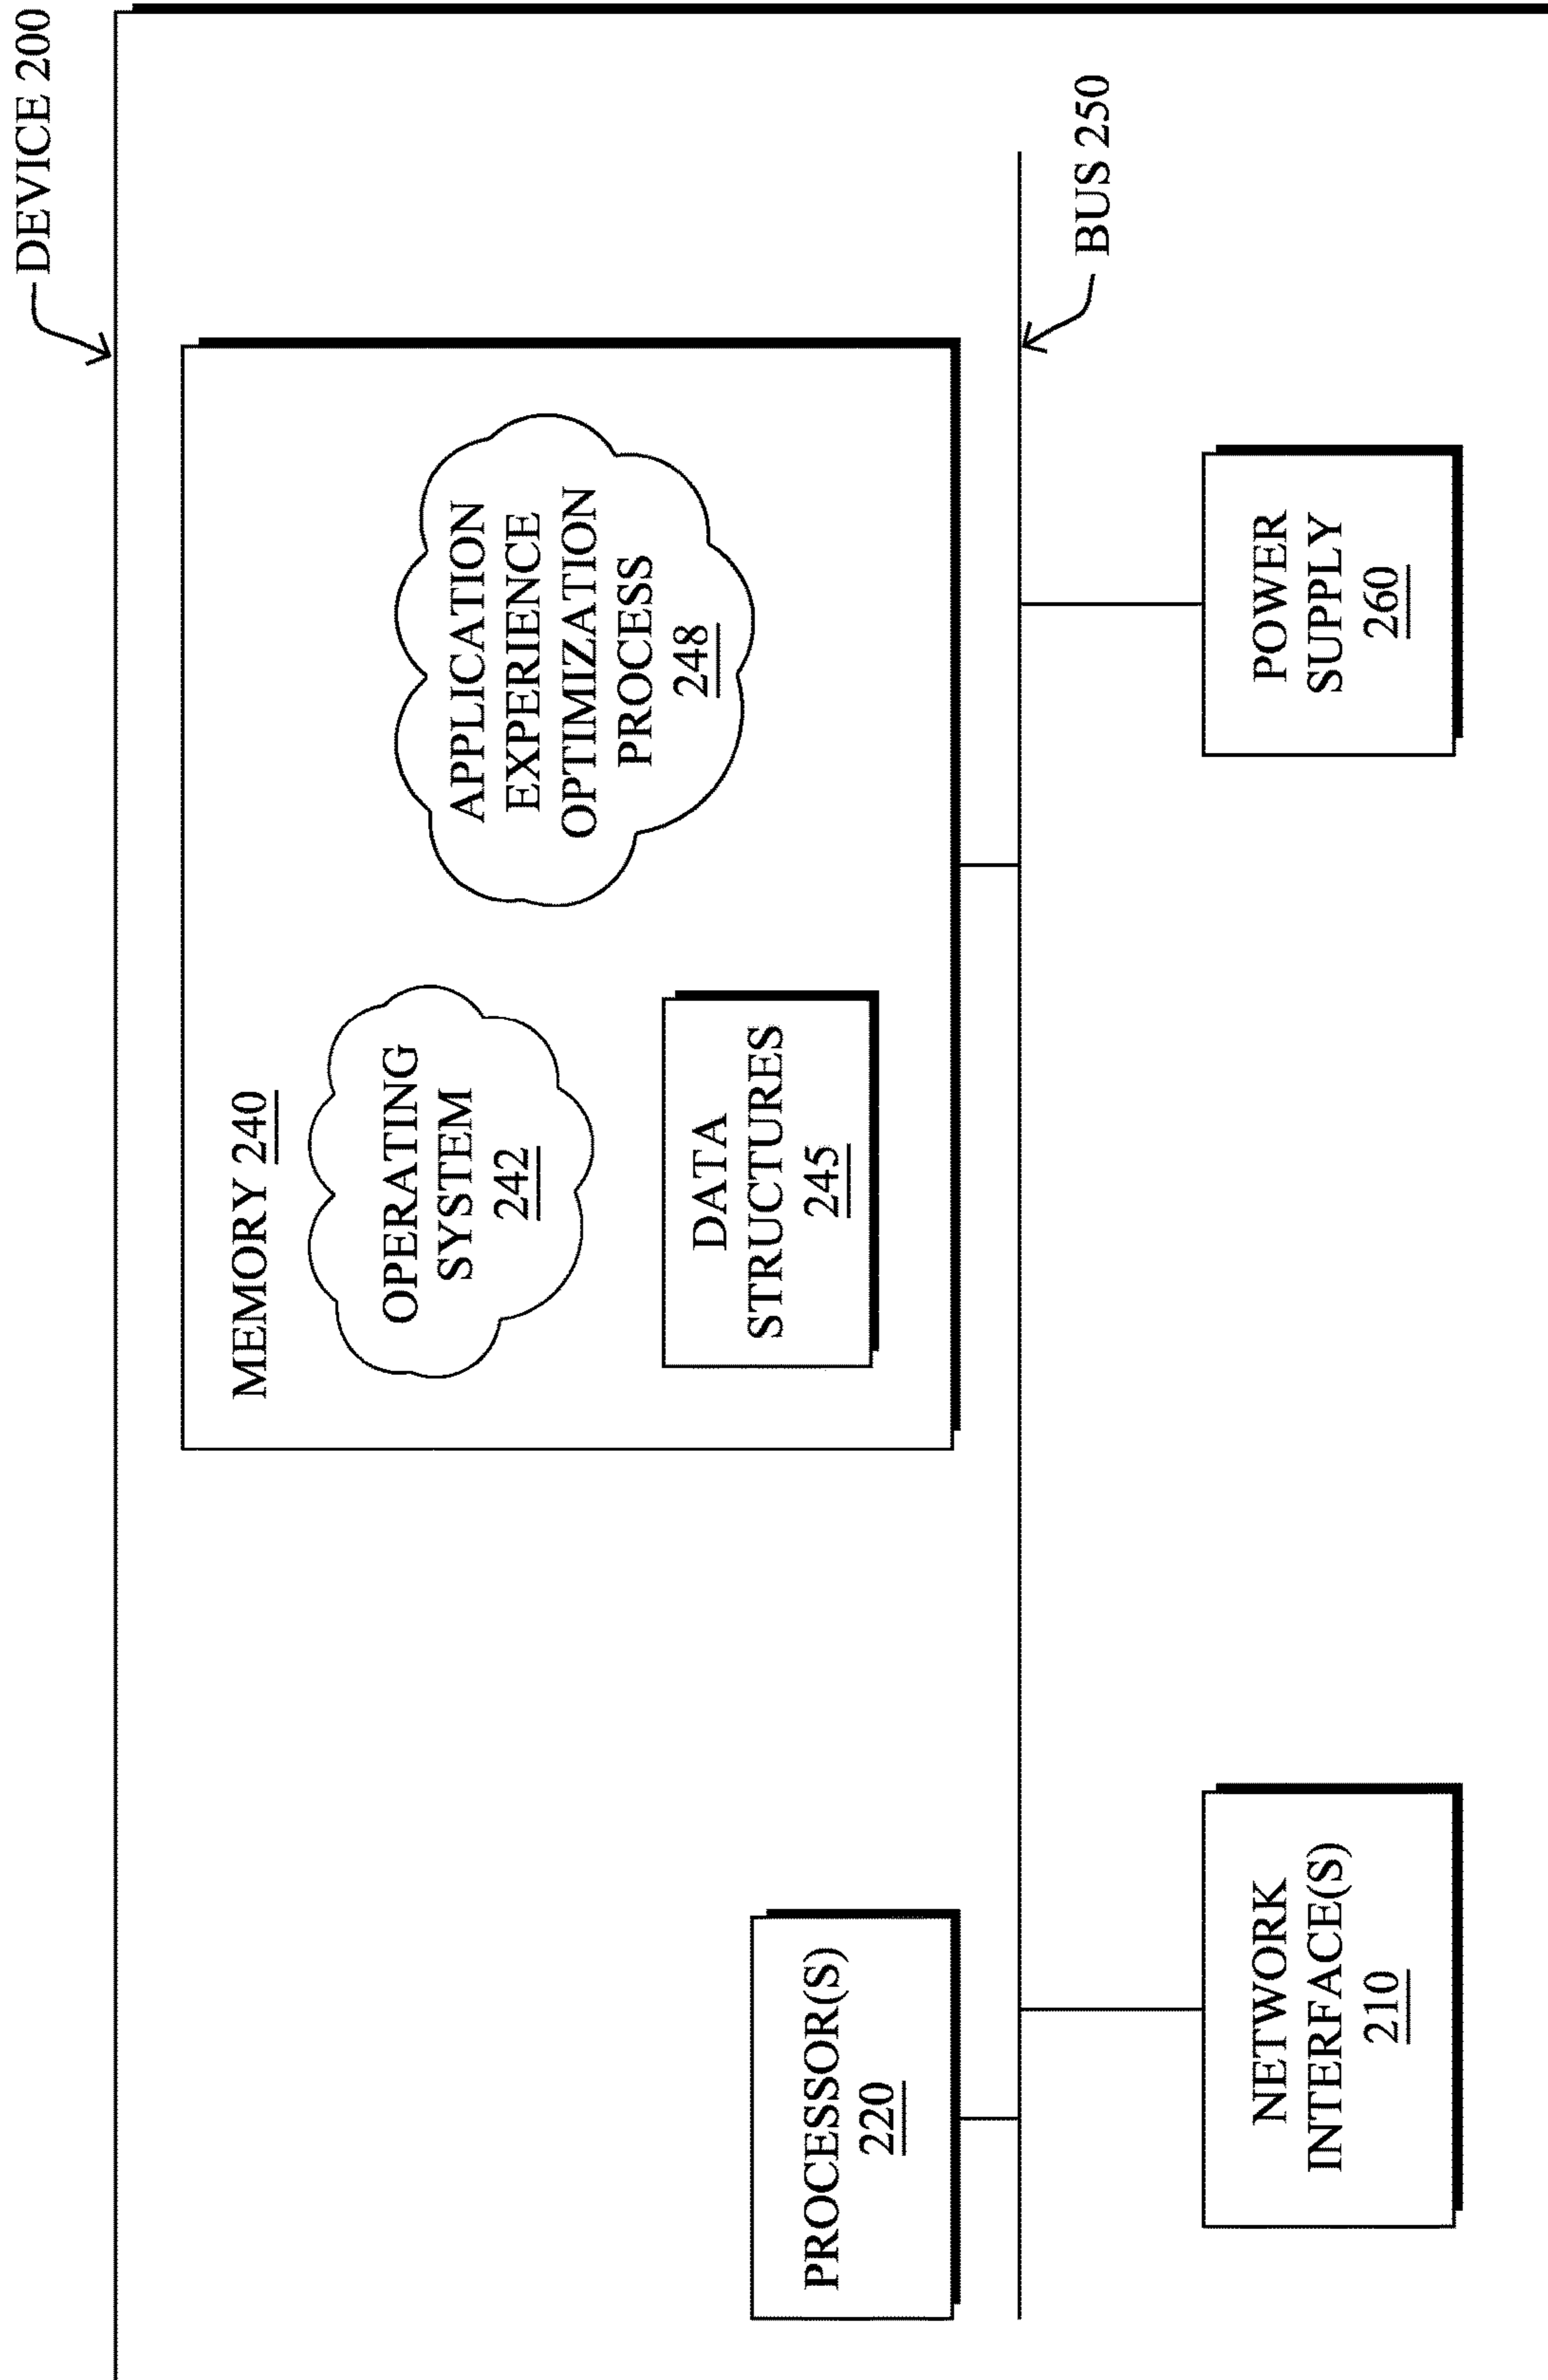 DEVICE 200
MEMORY 240
OPERATING
SYSTEM
242
DATA
STRUCTURES
245
APPLICATION
EXPERIENCE
OPTIMIZATION
PROCESS
248
PROCESSOR(S)
220
BUS 250
NETWORK
INTERFACE(S)
210
POWER
SUPPLY
260